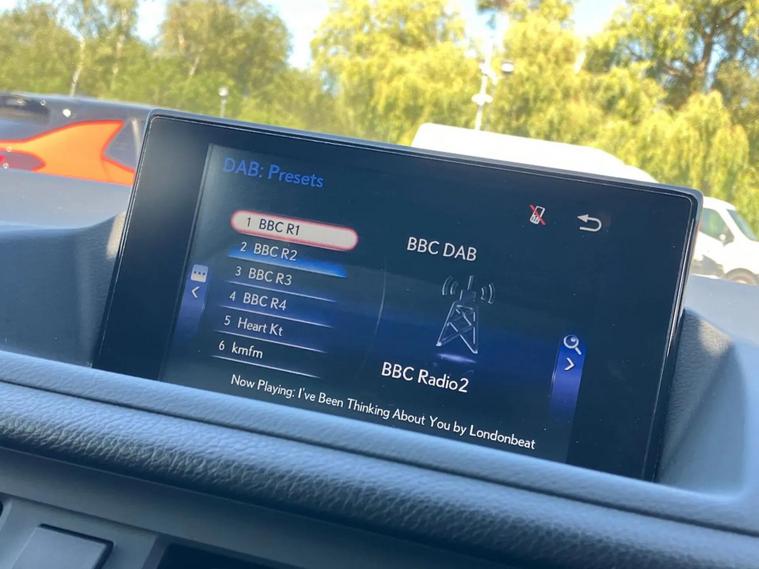 DAB: Presets
1 BBC R1
2 BBC R2
3 BBC R3
4 BBC R4
5 Heart Kt
6 kmfm
BBC DAB
BBC Radio2
Now Playing: I've Been Thinking About You by Londonbeat